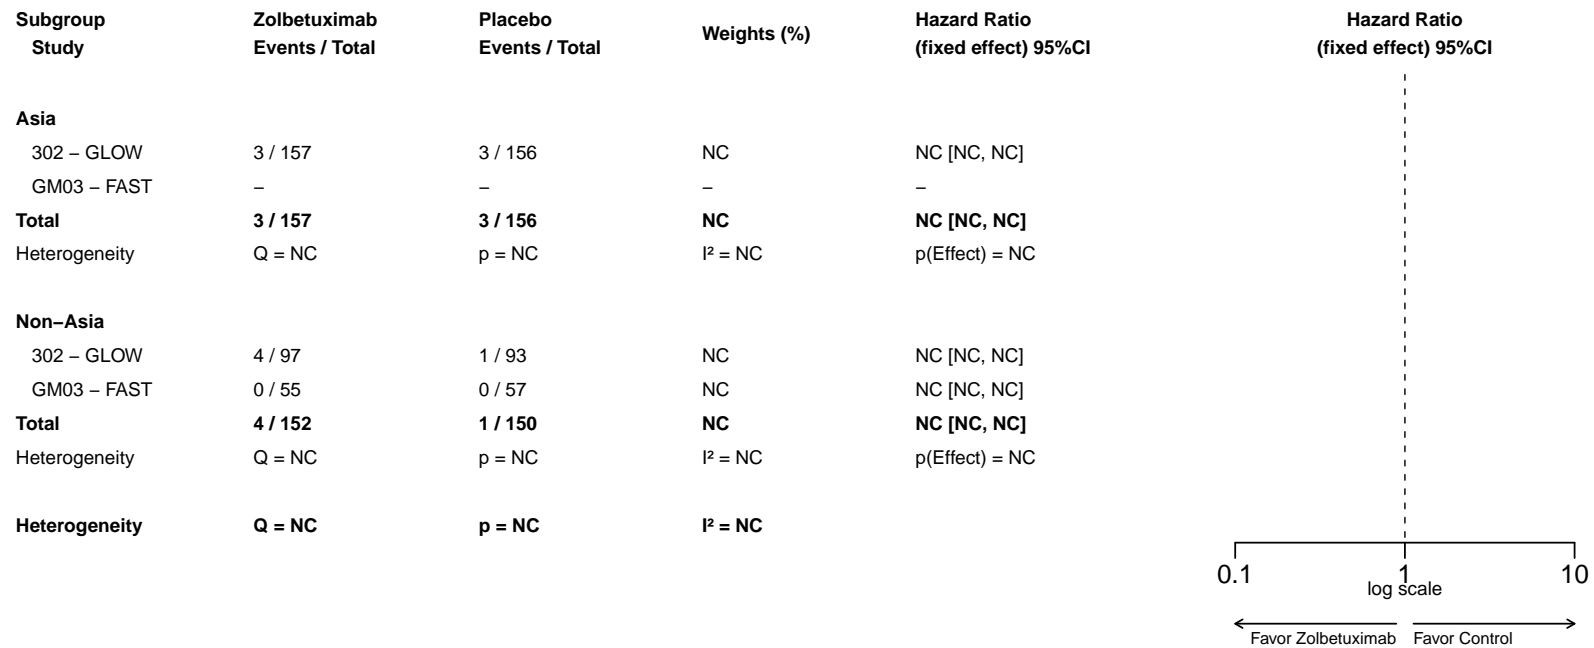 Subgroup Zolbetuximab Placebo Weights (%) Hazard Ratio Hazard Ratio
Study Events / Total Events / Total (fixed effect) 95%CI (fixed effect) 95%CI
Asia
302 − GLOW 3 / 157 3 / 156 NC NC [NC, NC]
GM03 − FAST − − − −
Total 3 / 157 3 / 156 NC NC [NC, NC]
Heterogeneity Q = NC p = NC I² = NC p(Effect) = NC
Non−Asia
302 − GLOW 4 / 97 1 / 93 NC NC [NC, NC]
GM03 − FAST 0 / 55 0 / 57 NC NC [NC, NC]
Total 4 / 152 1 / 150 NC NC [NC, NC]
Heterogeneity Q = NC p = NC I² = NC p(Effect) = NC
Heterogeneity Q = NC p = NC I² = NC
0.1 1 10
log scale
Favor Zolbetuximab Favor Control